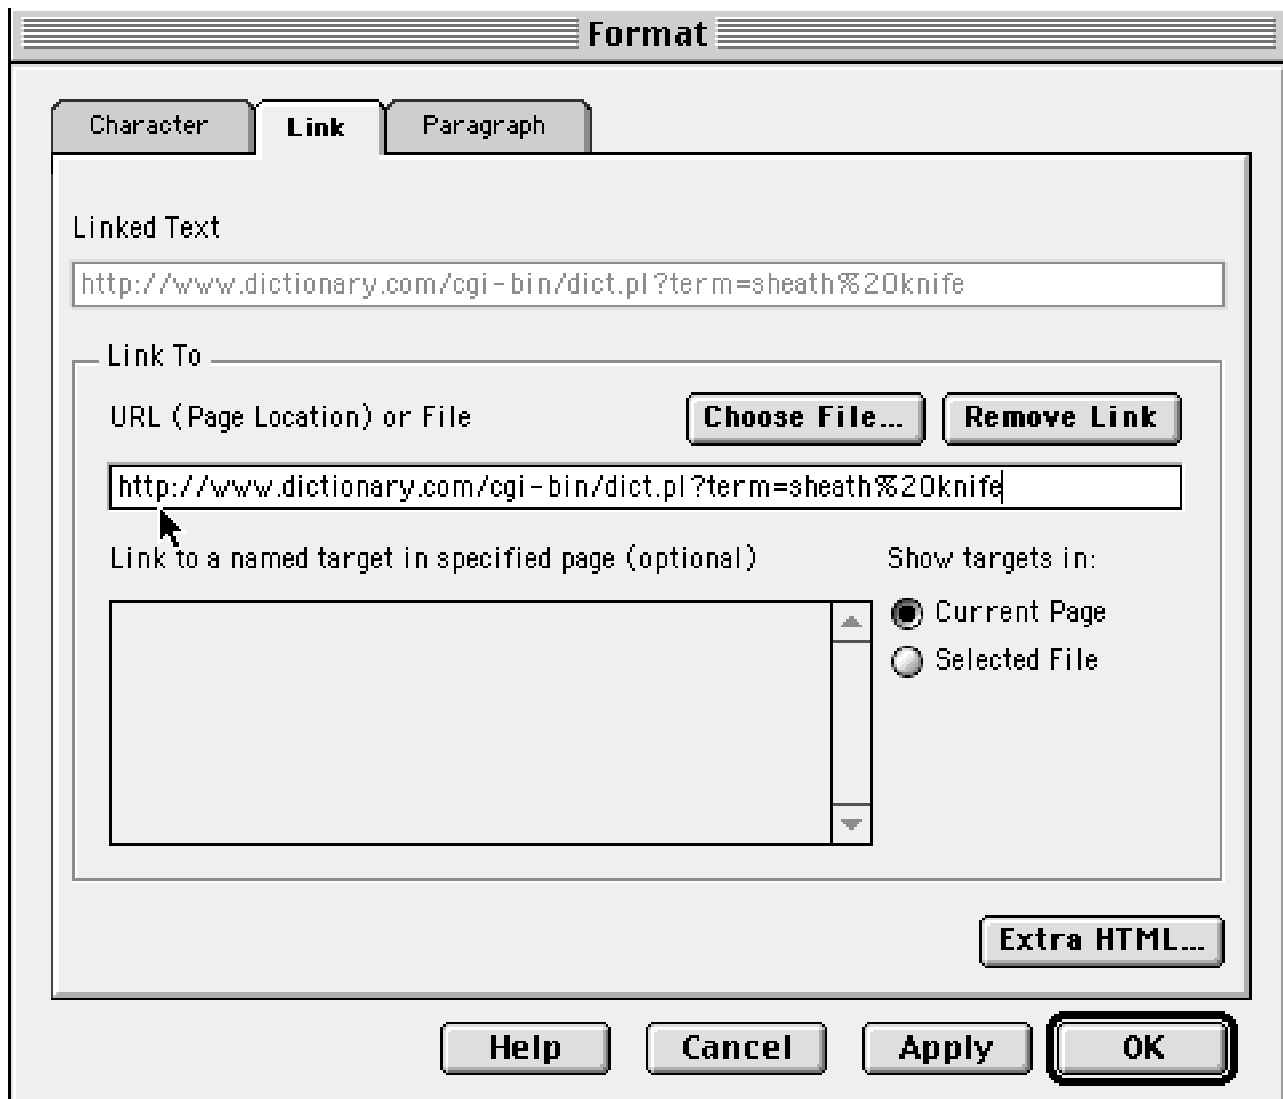 Format
Character Link Paragraph
Linked Text
http://www.dictionary.com/cgi-bin/dict.pl?term=sheath%20knife
Link To
URL (Page Location) or File Choose File... Remove Link
http://www.dictionary.com/cgi-bin/dict.pl?term=sheath%20knife
Link to a named target in specified page (optional) Show targets in:
Current Page
Selected File
Extra HTML...
Help Cancel Apply OK